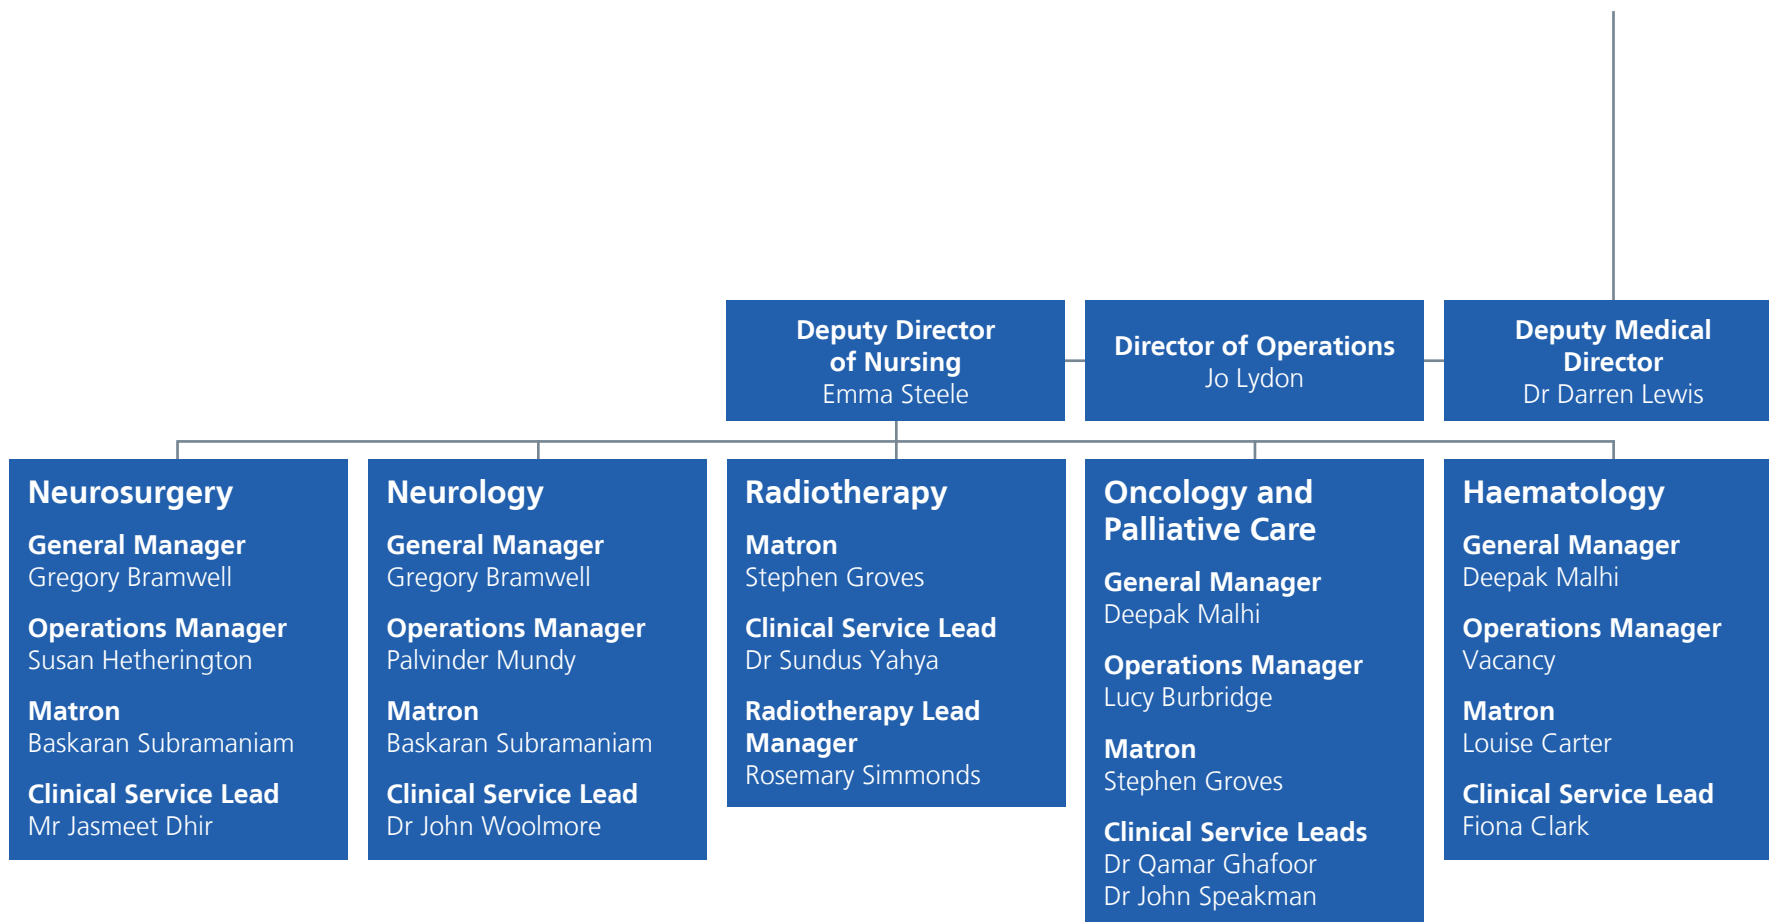 Deputy Director
of Nursing
Emma Steele
Director of Operations
Jo Lydon
Deputy Medical
Director
Dr Darren Lewis
Neurosurgery
General Manager
Gregory Bramwell
Operations Manager
Susan Hetherington
Matron
Baskaran Subramaniam
Clinical Service Lead
Mr Jasmeet Dhir
Neurology
General Manager
Gregory Bramwell
Operations Manager
Palvinder Mundy
Matron
Baskaran Subramaniam
Clinical Service Lead
Dr John Woolmore
Radiotherapy
Matron
Stephen Groves
Clinical Service Lead
Dr Sundus Yahya
Radiotherapy Lead
Manager
Rosemary Simmonds
Oncology and
Palliative Care
General Manager
Deepak Malhi
Operations Manager
Lucy Burbridge
Matron
Stephen Groves
Clinical Service Leads
Dr Qamar Ghafoor
Dr John Speakman
Haematology
General Manager
Deepak Malhi
Operations Manager
Vacancy
Matron
Louise Carter
Clinical Service Lead
Fiona Clark